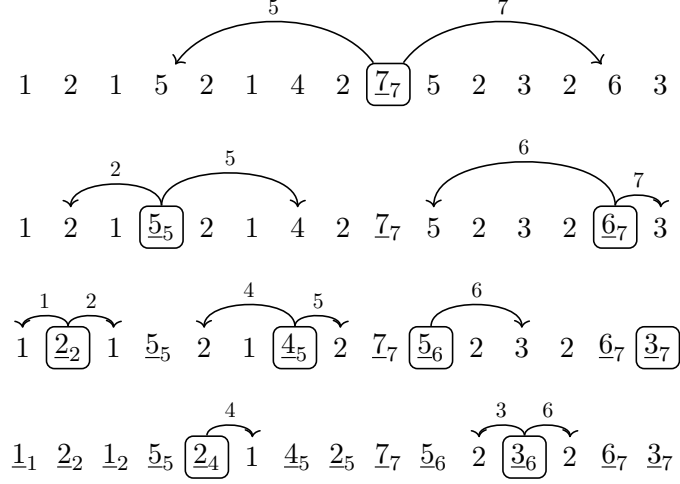 5 7
1 2 1 5 2 1 4 2 7₇ 5 2 3 2 6 3
2 5 6 7
1 2 1 5₅ 2 1 4 2 7₇ 5 2 3 2 6₇ 3
1 2 4 5 6
1 2₂ 1 5₅ 2 1 4₅ 2 7₇ 5₆ 2 3 2 6₇ 3₇
4 3 6
1₁ 2₂ 1₂ 5₅ 2₄ 1 4₅ 2₅ 7₇ 5₆ 2 3₆ 2 6₇ 3₇